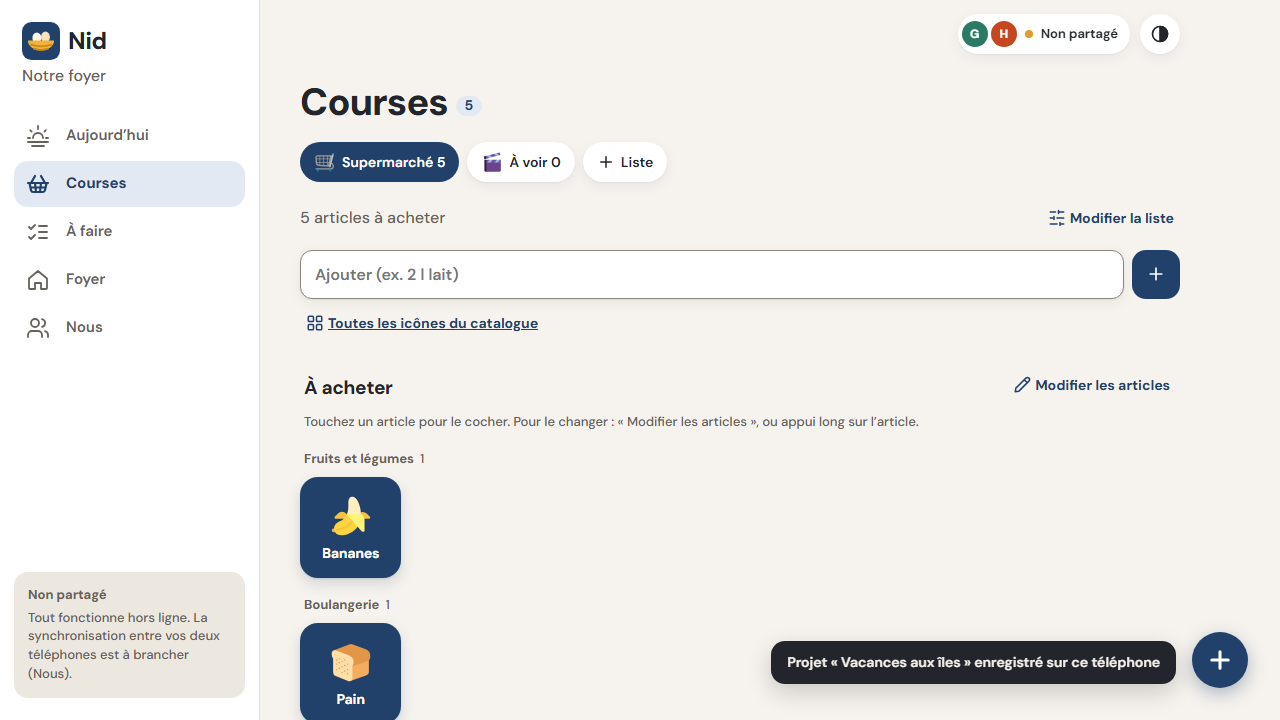 Nid
Notre foyer
Aujourd’hui
Courses
À faire
Foyer
Nous
Non partagé
Tout fonctionne hors ligne. La
synchronisation entre vos deux
téléphones est à brancher
(Nous).
G H Non partagé
Courses 5
Supermarché 5
À voir 0
Liste
5 articles à acheter
Modifier la liste
Ajouter (ex. 2 l lait)
Toutes les icônes du catalogue
À acheter
Modifier les articles
Touchez un article pour le cocher. Pour le changer : « Modifier les articles », ou appui long sur l’article.
Fruits et légumes 1
Bananes
Boulangerie 1
Pain
Projet « Vacances aux îles » enregistré sur ce téléphone